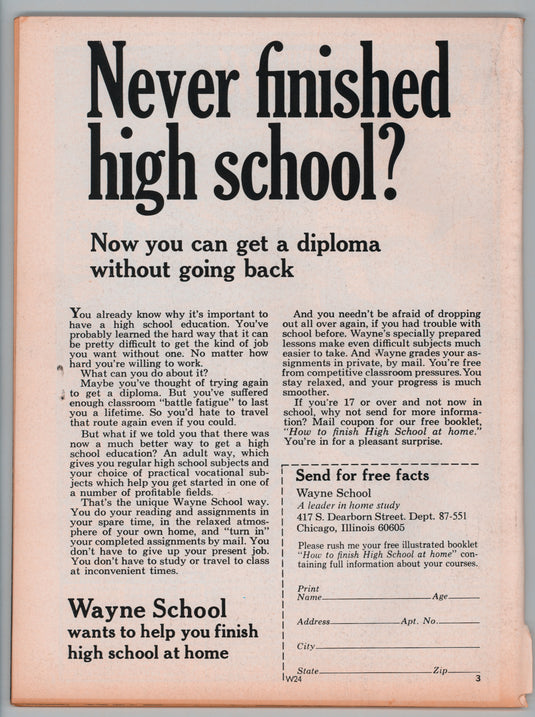 Never finished
high school?
Now you can get a diploma
without going back
You already know why it's important to
have a high school education. You've
probably learned the hard way that it can
be pretty difficult to get the kind of job
you want without one. No matter how
hard you're willing to work.
What can you do about it?
Maybe you've thought of trying again
to get a diploma. But you've suffered
enough classroom "battle fatigue" to last
you a lifetime. So you'd hate to travel
that route again even if you could.
But what if we told you that there was
now a much better way to get a high
school education? An adult way, which
gives you regular high school subjects and
your choice of practical vocational sub-
jects which help you get started in one of
a number of profitable fields.
That's the unique Wayne School way.
You do your reading and assignments in
your spare time, in the relaxed atmos-
phere of your own home, and "turn in"
your completed assignments by mail. You
don't have to give up your present job.
You don't have to study or travel to class
at inconvenient times.
Wayne School
wants to help you finish
high school at home
And you needn't be afraid of dropping
out all over again, if you had trouble with
school before. Wayne's specially prepared
lessons make even difficult subjects much
easier to take. And Wayne grades your as-
signments in private, by mail. You're free
from competitive classroom pressures. You
stay relaxed, and your progress is much
smoother.
If you're 17 or over and not now in
school, why not send for more informa-
tion? Mail coupon for our free booklet,
"How to finish High School at home."
You're in for a pleasant surprise.
Send for free facts
Wayne School
A leader in home study
417 S. Dearborn Street. Dept. 87-551
Chicago, Illinois 60605
Please rush me your free illustrated booklet
"How to finish High School at home" con-
taining full information about your courses.
Print
Name Age
Address Apt. No.
City
State Zip
W24 3